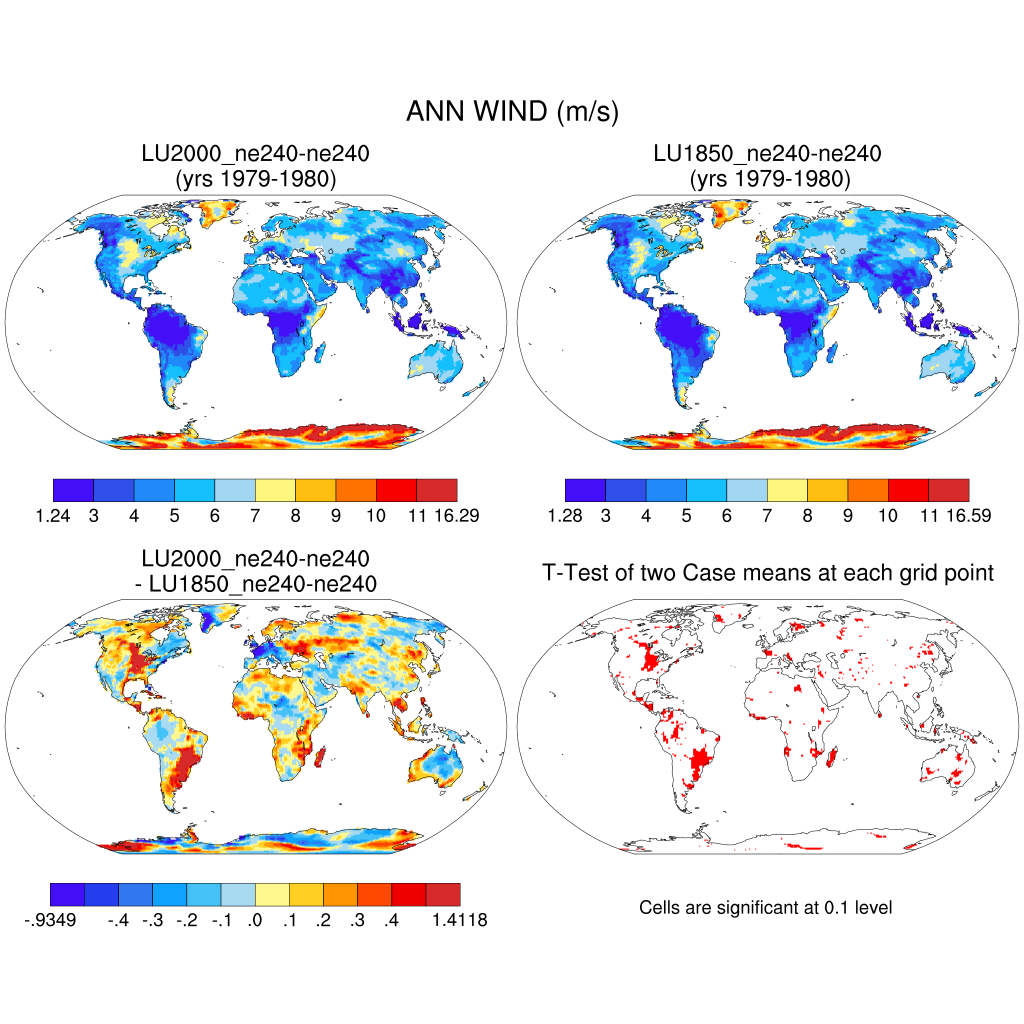 ANN WIND (m/s)
LU2000_ne240-ne240
(yrs 1979-1980)
LU1850_ne240-ne240
(yrs 1979-1980)
1.24 3 4 5 6 7 8 9 10 11 16.29
1.28 3 4 5 6 7 8 9 10 11 16.59
LU2000_ne240-ne240
- LU1850_ne240-ne240
T-Test of two Case means at each grid point
-.9349 -.4 -.3 -.2 -.1 .0 .1 .2 .3 .4 1.4118
Cells are significant at 0.1 level